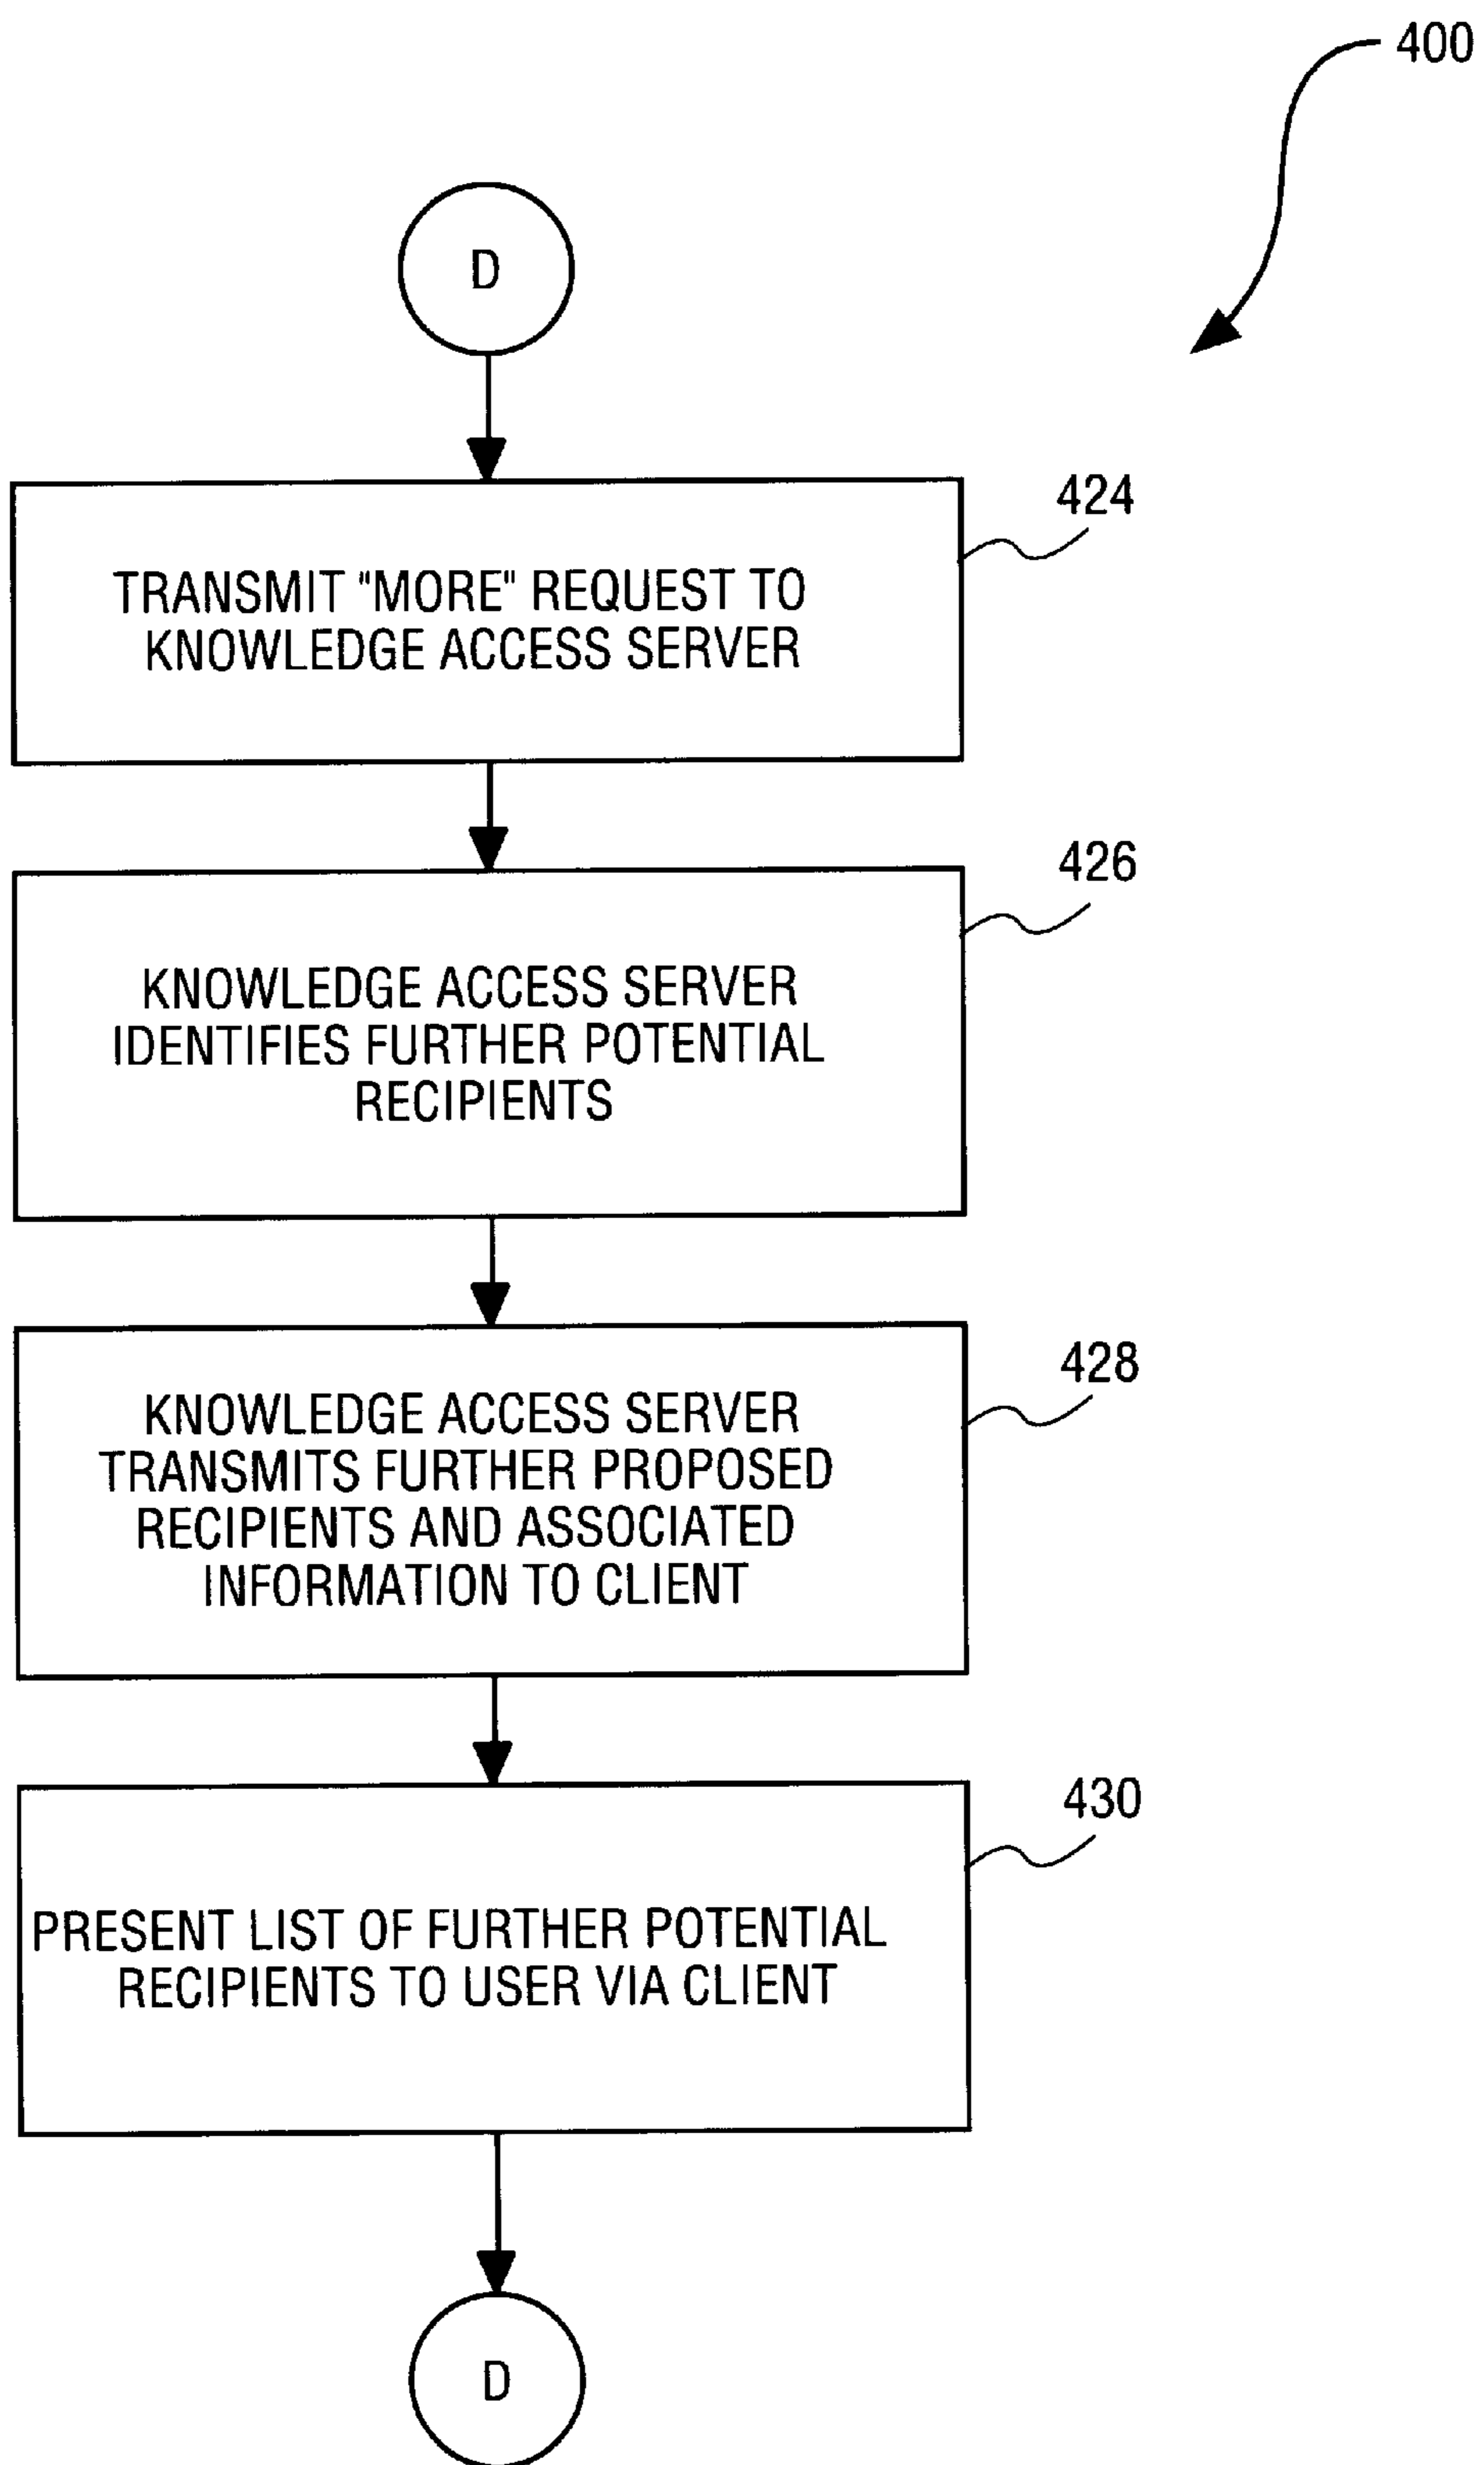 400
D
424
TRANSMIT "MORE" REQUEST TO
KNOWLEDGE ACCESS SERVER
426
KNOWLEDGE ACCESS SERVER
IDENTIFIES FURTHER POTENTIAL
RECIPIENTS
428
KNOWLEDGE ACCESS SERVER
TRANSMITS FURTHER PROPOSED
RECIPIENTS AND ASSOCIATED
INFORMATION TO CLIENT
430
PRESENT LIST OF FURTHER POTENTIAL
RECIPIENTS TO USER VIA CLIENT
D